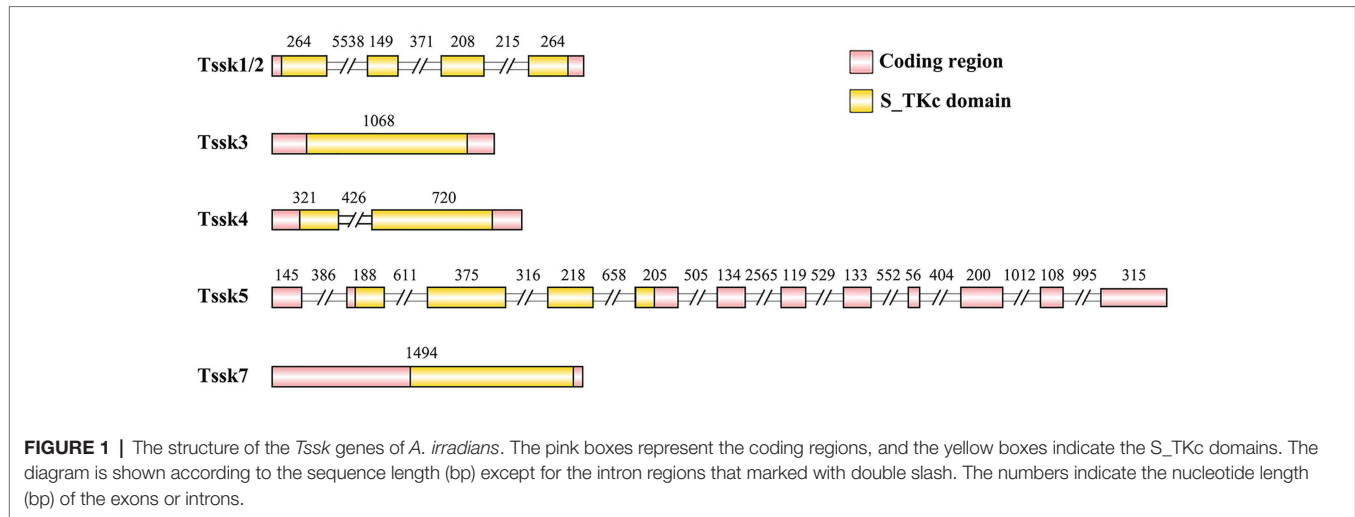 264 5538 149 371 208 215 264
Tssk1/2
Coding region
S_TKc domain
1068
Tssk3
321 426 720
Tssk4
145 386 188 611 375 316 218 658 205 505 134 2565 119 529 133 552 56 404 200 1012 108 995 315
Tssk5
1494
Tssk7
FIGURE 1 | The structure of the Tssk genes of A. irradians. The pink boxes represent the coding regions, and the yellow boxes indicate the S_TKc domains. The
diagram is shown according to the sequence length (bp) except for the intron regions that marked with double slash. The numbers indicate the nucleotide length
(bp) of the exons or introns.